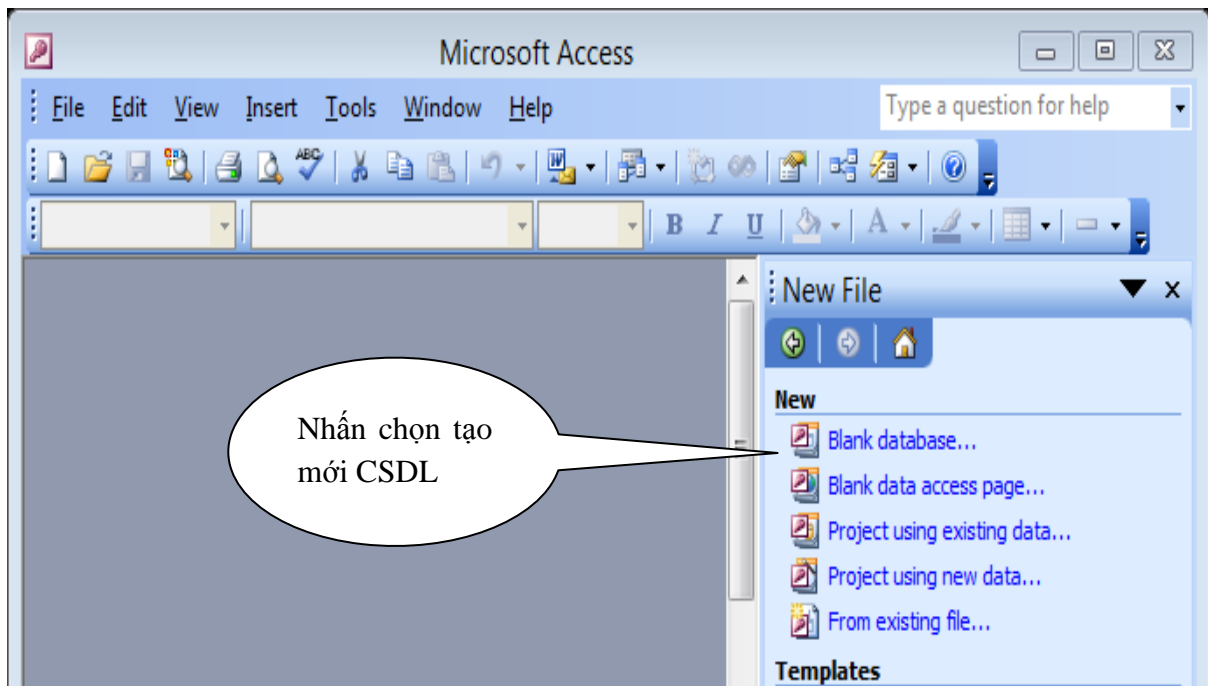 Microsoft Access
File Edit View Insert Tools Window Help
Type a question for help
ABC
W
B I U A
New File
New
Nhấn chọn tạo
mới CSDL
Blank database...
Blank data access page...
Project using existing data...
Project using new data...
From existing file...
Templates